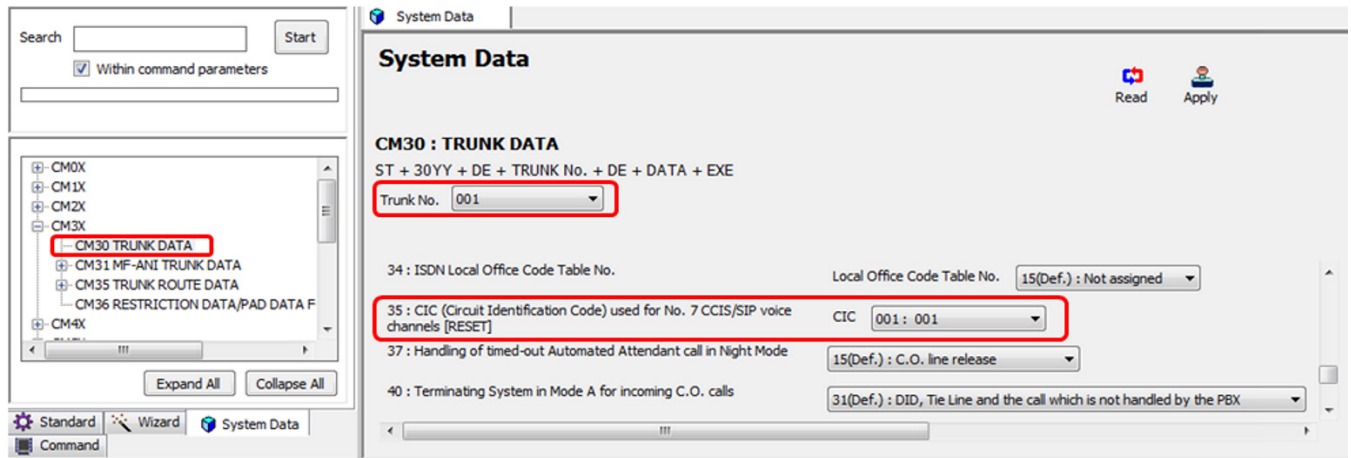 Search
Start
Within command parameters
CM0X
CM1X
CM2X
CM3X
CM30 TRUNK DATA
CM31 MF-ANI TRUNK DATA
CM35 TRUNK ROUTE DATA
CM36 RESTRICTION DATA/PAD DATA F
CM4X
Expand All Collapse All
Standard Wizard System Data
Command
System Data
System Data
Read Apply
CM30 : TRUNK DATA
ST + 30YY + DE + TRUNK No. + DE + DATA + EXE
Trunk No. 001
34 : ISDN Local Office Code Table No. Local Office Code Table No. 15(Def.) : Not assigned
35 : CIC (Circuit Identification Code) used for No. 7 CCIS/SIP voice CIC 001 : 001
channels [RESET]
37 : Handling of timed-out Automated Attendant call in Night Mode 15(Def.) : C.O. line release
40 : Terminating System in Mode A for incoming C.O. calls 31(Def.) : DID, Tie Line and the call which is not handled by the PBX